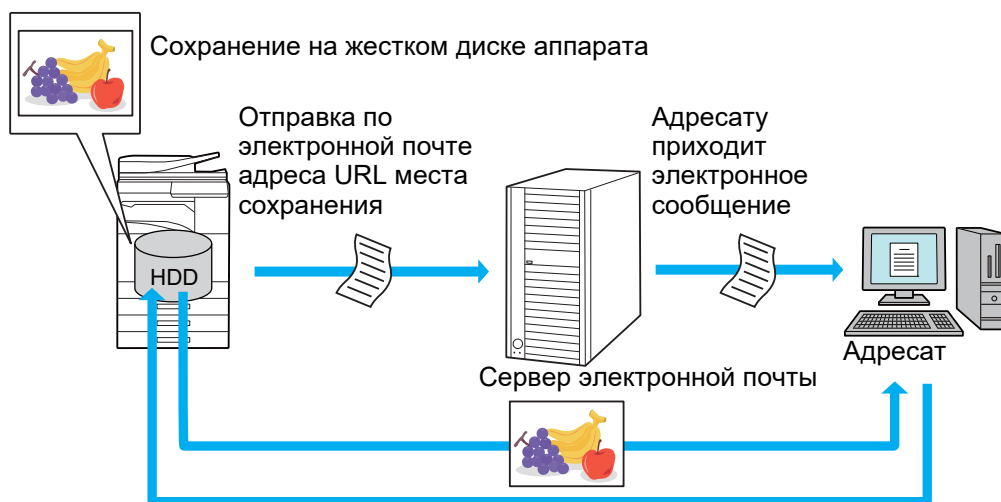 Сохранение на жестком диске аппарата
Отправка по
электронной почте
адреса URL места
сохранения
Адресату
приходит
электронное
сообщение
HDD
Адресат
Сервер электронной почты